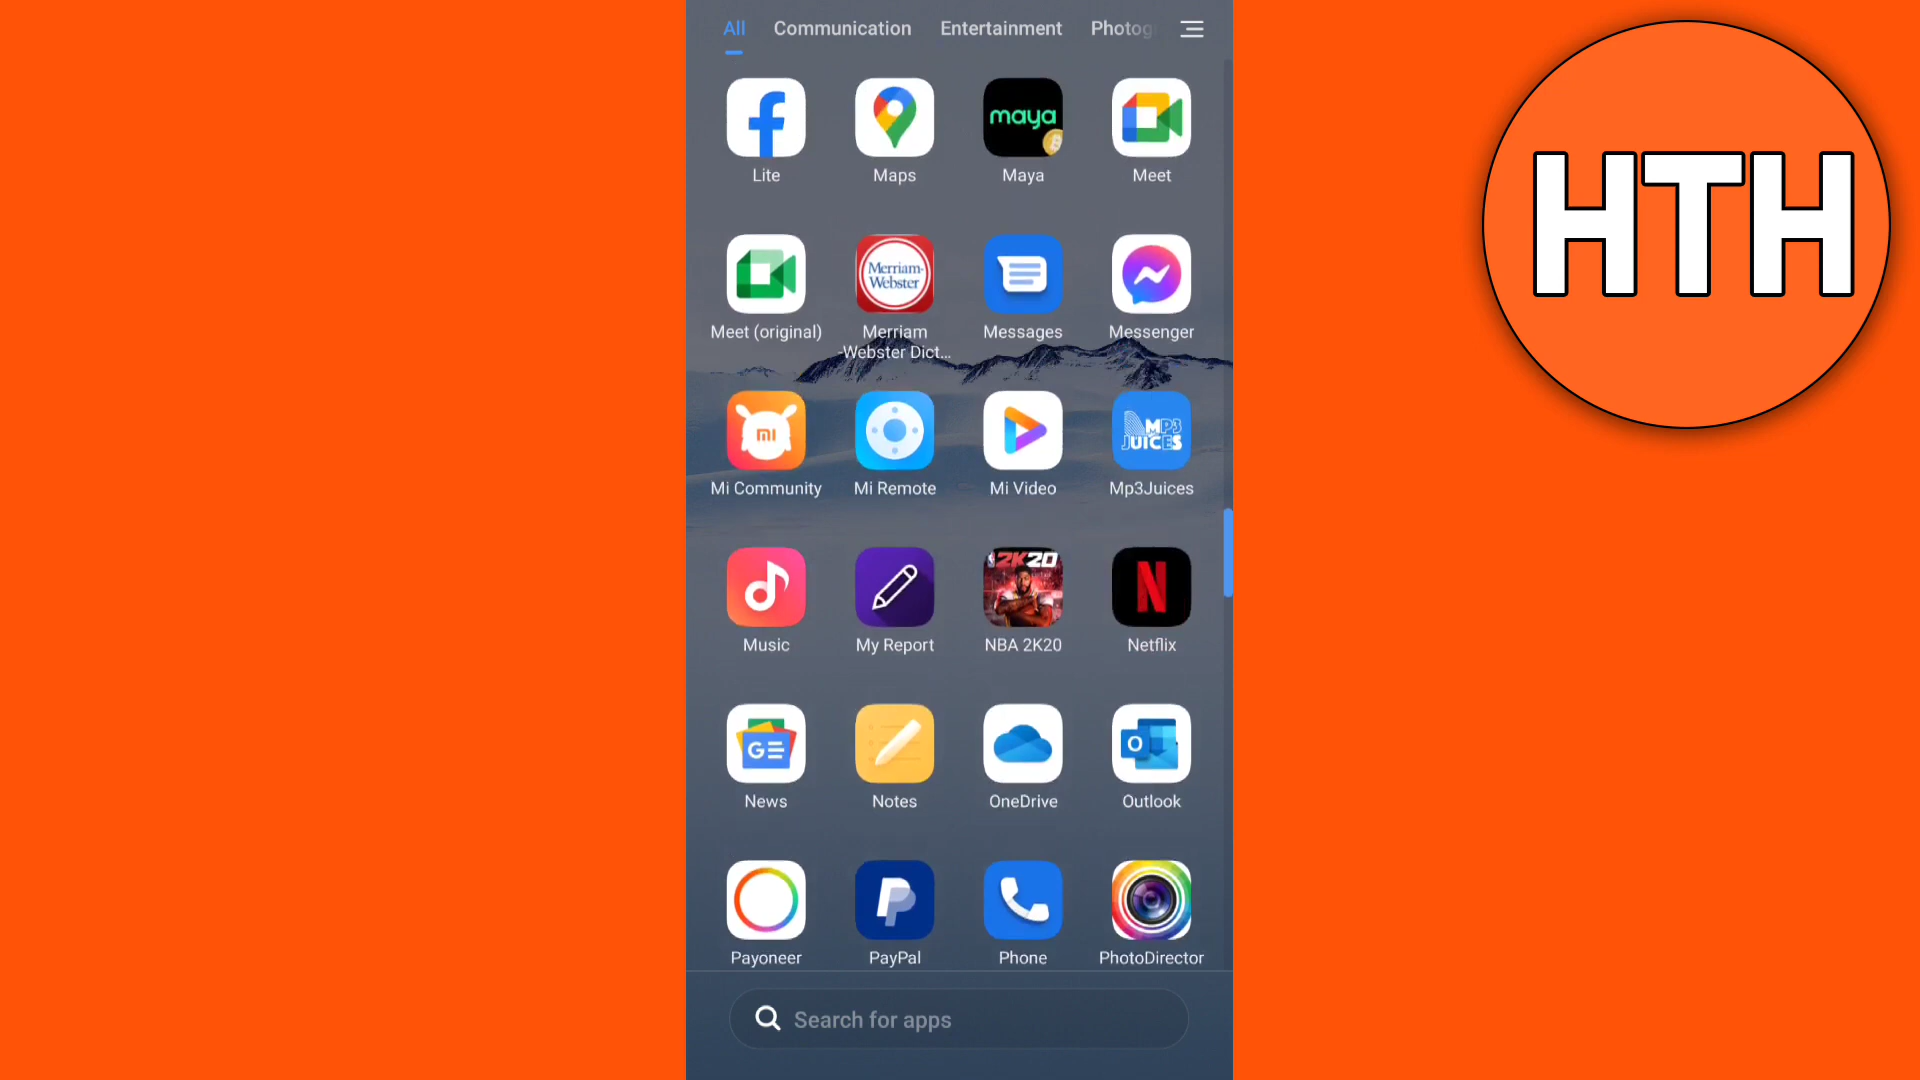 All Communication Entertainment Photog
HTH
maya
Lite Maps Maya Meet
Merriam-
Webster
Meet (original) Merriam Messages Messenger
-Webster Dict...
mi
MP3
JUICES
Mi Community Mi Remote Mi Video Mp3Juices
2K20
N
Music My Report NBA 2K20 Netflix
G
O
News Notes OneDrive Outlook
P
Payoneer PayPal Phone PhotoDirector
Search for apps